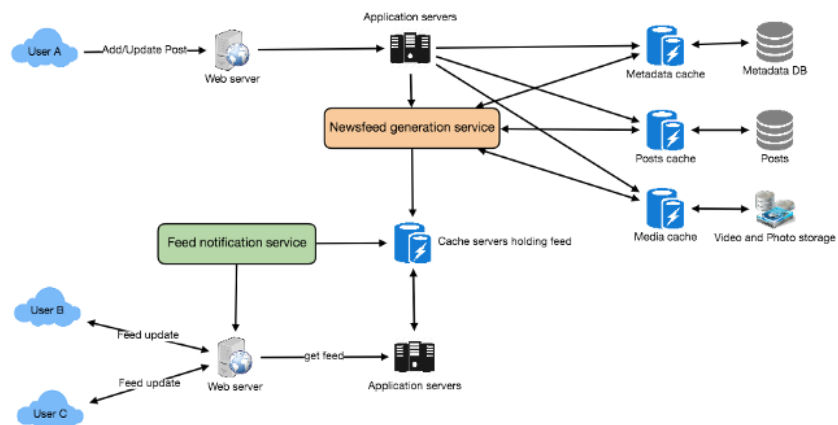 Application servers
User A
Add/Update Post
Web server
Metadata cache
Metadata DB
Newsfeed generation service
Posts cache
Posts
Feed notification service
Cache servers holding feed
Media cache
Video and Photo storage
User B
Feed update
get feed
Feed update
Web server
Application servers
User C